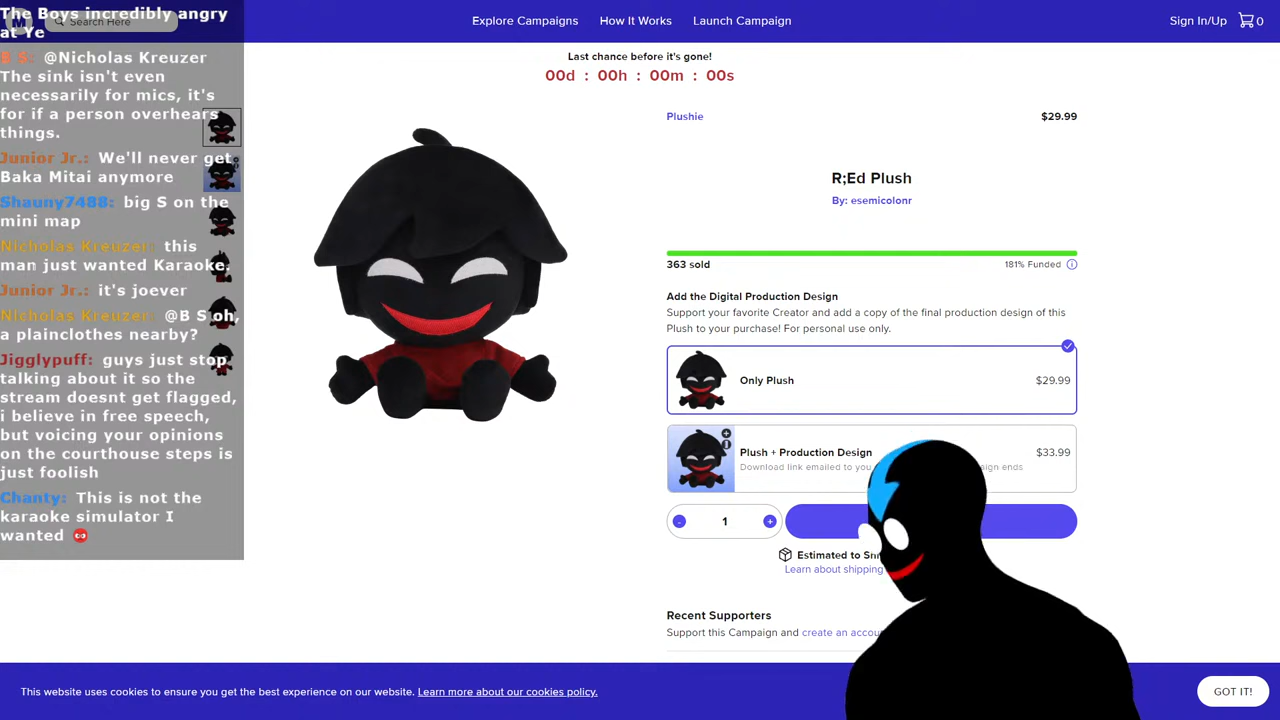 The Boys incredibly angry
at Ye
B S: @Nicholas Kreuzer
The sink isn't even
necessarily for mics, it's
for if a person overhears
things.
Junior Jr.: We'll never get
Baka Mitai anymore
Shauny7488: big S on the
mini map
Nicholas Kreuzer: this
man just wanted Karaoke.
Junior Jr.: it's joever
Nicholas Kreuzer: @B S oh,
a plainclothes nearby?
Jigglypuff: guys just stop
talking about it so the
stream doesnt get flagged,
i believe in free speech,
but voicing your opinions
on the courthouse steps is
just foolish
Chanty: This is not the
karaoke simulator I
wanted
Search Here
Explore Campaigns
How It Works
Launch Campaign
Sign In/Up
0
Last chance before it's gone!
00d : 00h : 00m : 00s
Plushie
$29.99
R;Ed Plush
By: esemicolonr
363 sold
181% Funded
Add the Digital Production Design
Support your favorite Creator and add a copy of the final production design of this
Plush to your purchase! For personal use only.
Only Plush
$29.99
Plush + Production Design
$33.99
Download link emailed to you
ends
- 1 +
Estimated to
Learn about shipping
Recent Supporters
Support this Campaign and create an
This website uses cookies to ensure you get the best experience on our website. Learn more about our cookies policy.
GOT IT!